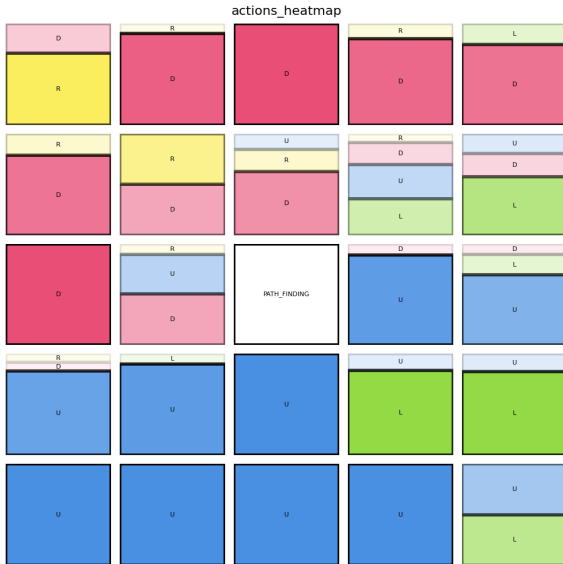 actions_heatmap
D R D R L
R D D D D
R R U R U
D D R D D
D U L
D L
D R PATH_FINDING D D
U U L
D U
R L U U U
D U U L L
U
U U U U U
L